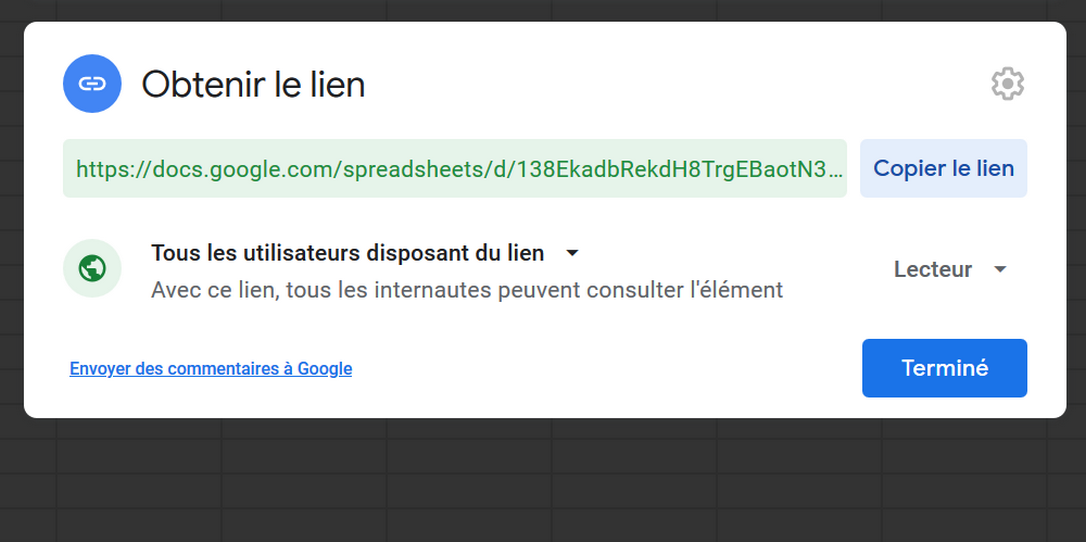 Obtenir le lien
https://docs.google.com/spreadsheets/d/138EkadbRekdH8TrgEBaotN3...
Copier le lien
Tous les utilisateurs disposant du lien
Avec ce lien, tous les internautes peuvent consulter l'élément
Lecteur
Envoyer des commentaires à Google
Terminé